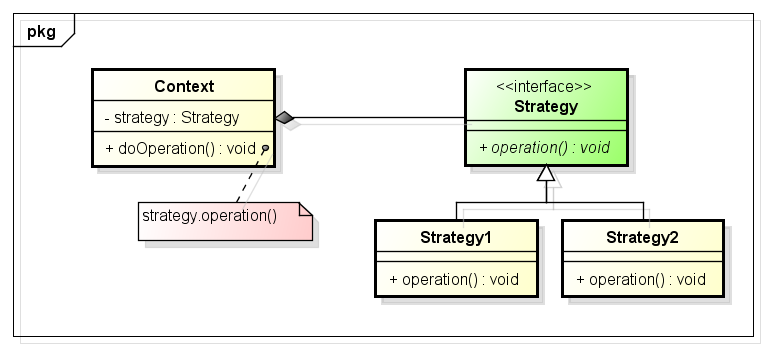 pkg
Context
- strategy : Strategy
+ doOperation() : void
strategy.operation()
<<interface>>
Strategy
+ operation() : void
Strategy1
+ operation() : void
Strategy2
+ operation() : void